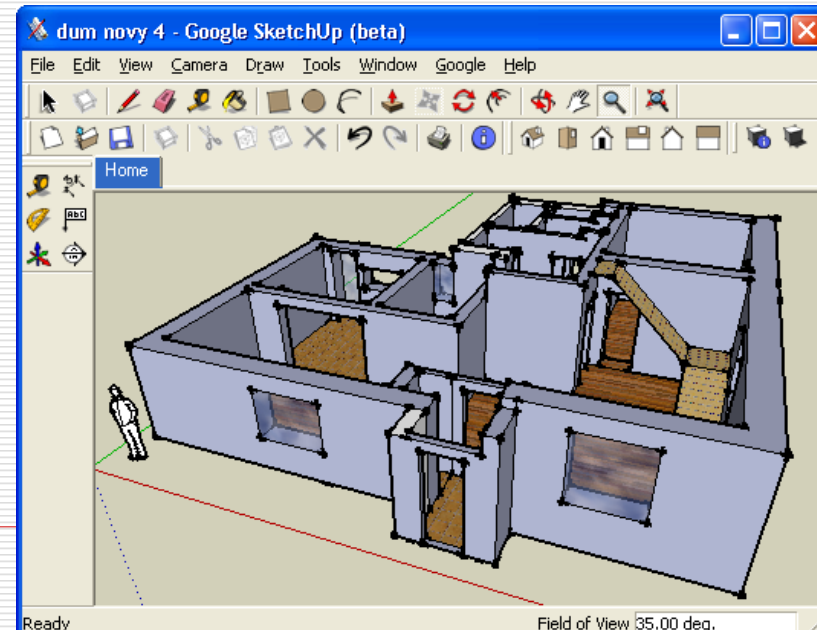 dum novy 4 - Google SketchUp (beta)
File Edit View Camera Draw Tools Window Google Help
Home
ABC
Ready
Field of View 35.00 deg.